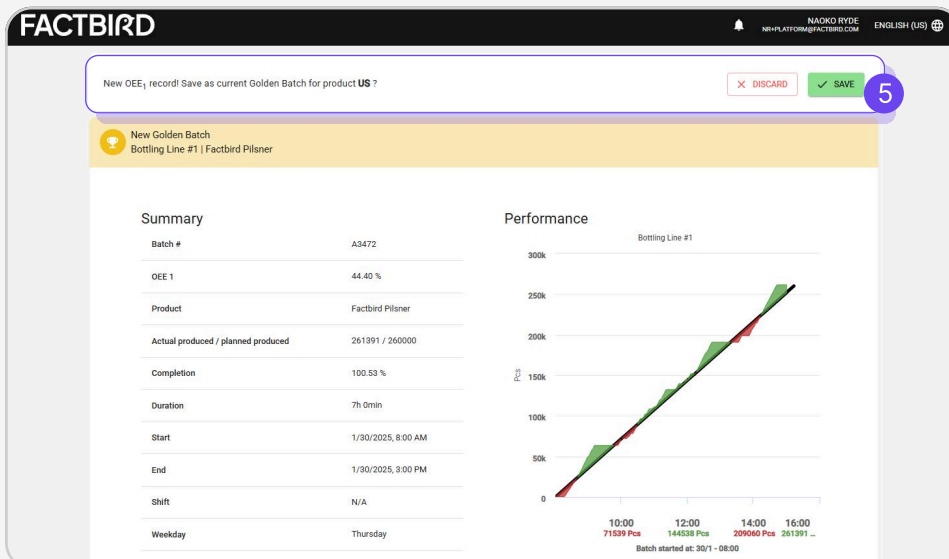 FACTBIRD
NAOKO RYDE
NR+PLATFORM@FACTBIRD.COM
ENGLISH (US)
New OEE₁ record! Save as current Golden Batch for product US ?
DISCARD
SAVE
5
New Golden Batch
Bottling Line #1 | Factbird Pilsner
Summary
Batch # A3472
OEE 1 44.40 %
Product Factbird Pilsner
Actual produced / planned produced 261391 / 260000
Completion 100.53 %
Duration 7h 0min
Start 1/30/2025, 8:00 AM
End 1/30/2025, 3:00 PM
Shift N/A
Weekday Thursday
Performance
Bottling Line #1
300k
250k
200k
150k
100k
50k
0
Pcs
10:00 12:00 14:00 16:00
71539 Pcs 144538 Pcs 209060 Pcs 261391 ...
Batch started at: 30/1 - 08:00